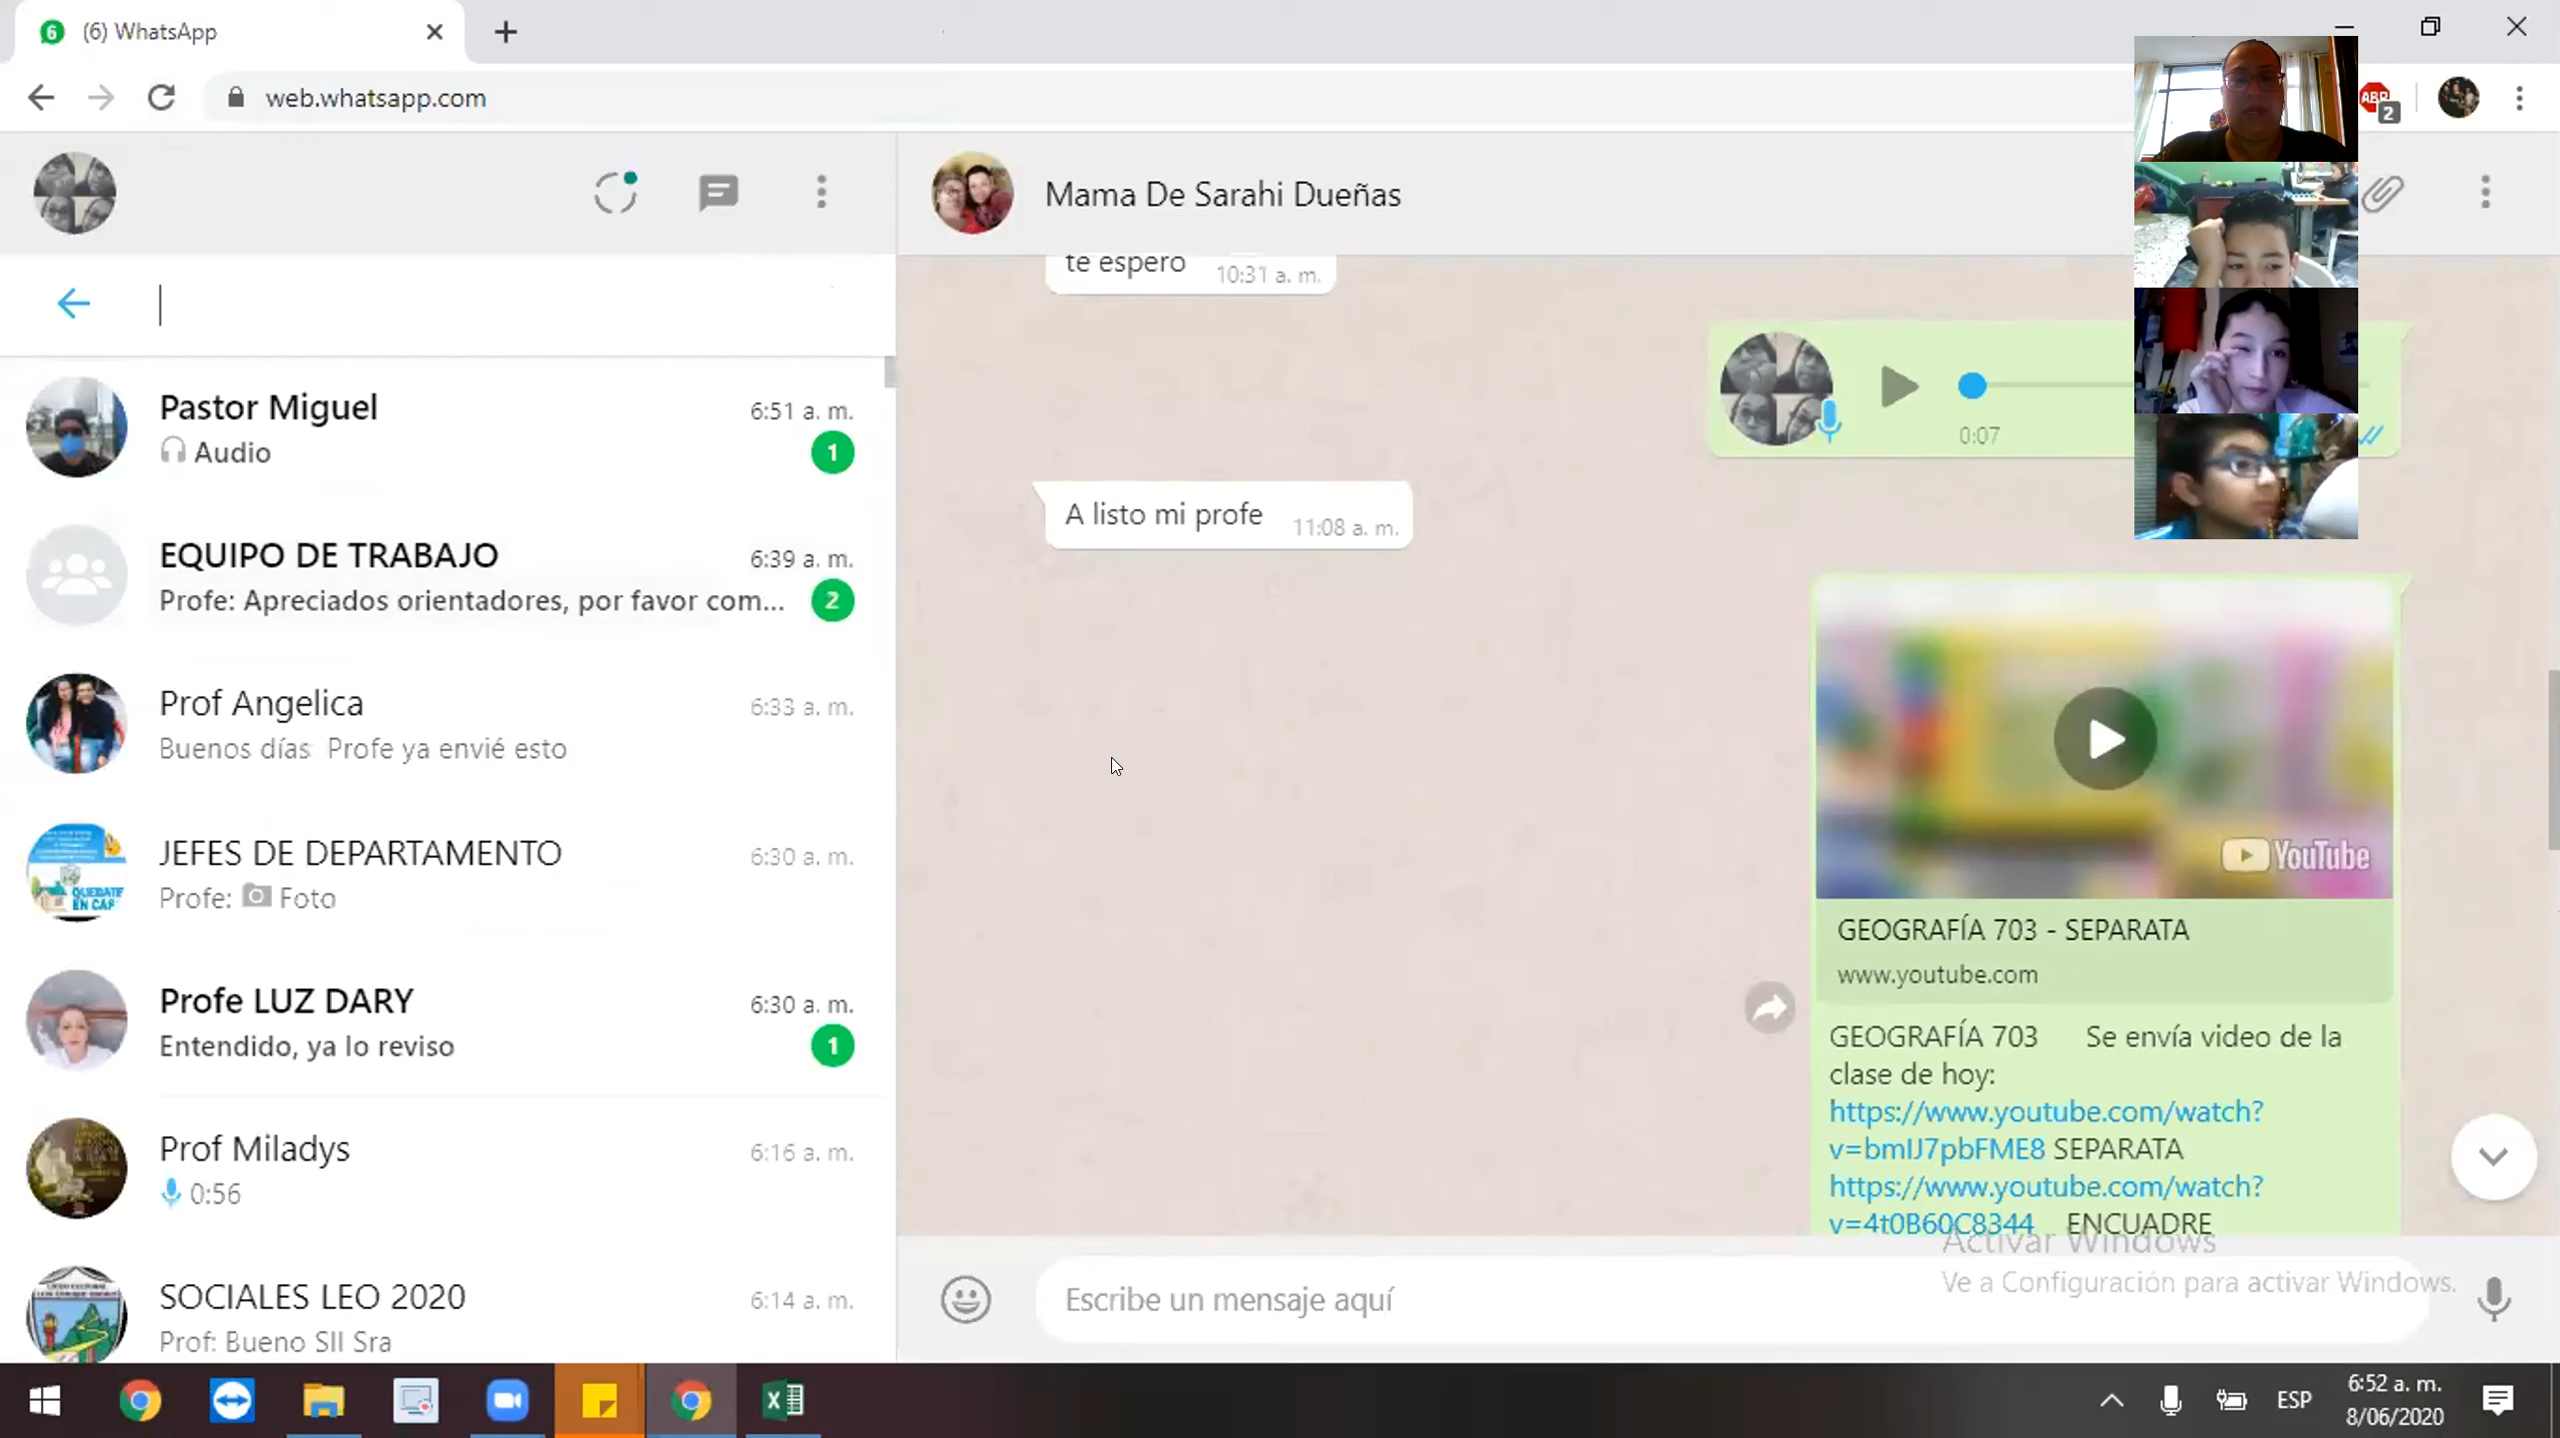 6 (6) WhatsApp
web.whatsapp.com
ABP 2
Mama De Sarahi Dueñas
te espero 10:31 a. m.
0:07
A listo mi profe 11:08 a. m.
YouTube
GEOGRAFÍA 703 - SEPARATA
www.youtube.com
GEOGRAFÍA 703 Se envía video de la
clase de hoy:
https://www.youtube.com/watch?
v=bmIJ7pbFME8 SEPARATA
https://www.youtube.com/watch?
v=4t0B60C8344 ENCUADRE
Pastor Miguel 6:51 a. m.
Audio 1
EQUIPO DE TRABAJO 6:39 a. m.
Profe: Apreciados orientadores, por favor com... 2
Prof Angelica 6:33 a. m.
Buenos días Profe ya envié esto
JEFES DE DEPARTAMENTO 6:30 a. m.
Profe: Foto
QUEDATE
EN CAS
Profe LUZ DARY 6:30 a. m.
Entendido, ya lo reviso 1
Prof Miladys 6:16 a. m.
0:56
SOCIALES LEO 2020 6:14 a. m.
Prof: Bueno SII Sra
Escribe un mensaje aquí
Activar Windows
Ve a Configuración para activar Windows.
ESP
6:52 a. m.
8/06/2020